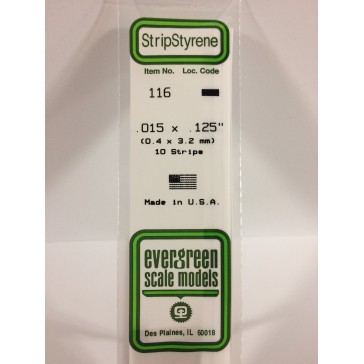 StripStyrene
Item No. Loc. Code
116
.015 x .125"
(0.4 x 3.2 mm)
10 Strips
Made in U.S.A.
evergreen
scale models
Des Plaines, IL 60018